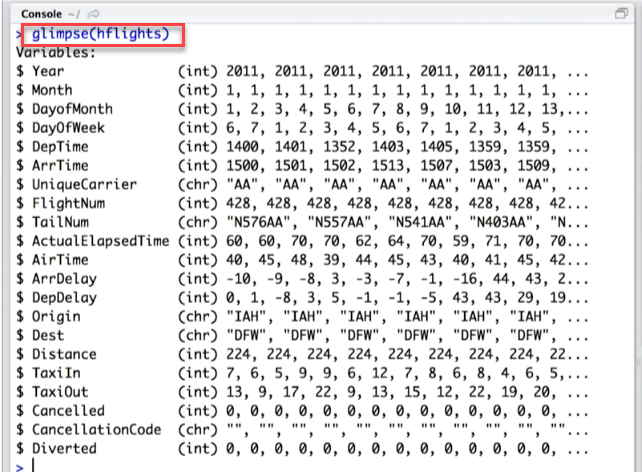 Console ~/
> glimpse(hflights)
Variables:
$ Year (int) 2011, 2011, 2011, 2011, 2011, 2011, 2011, ...
$ Month (int) 1, 1, 1, 1, 1, 1, 1, 1, 1, 1, 1, 1, 1, ...
$ DayofMonth (int) 1, 2, 3, 4, 5, 6, 7, 8, 9, 10, 11, 12, 13,...
$ DayOfWeek (int) 6, 7, 1, 2, 3, 4, 5, 6, 7, 1, 2, 3, 4, 5, ...
$ DepTime (int) 1400, 1401, 1352, 1403, 1405, 1359, 1359, ...
$ ArrTime (int) 1500, 1501, 1502, 1513, 1507, 1503, 1509, ...
$ UniqueCarrier (chr) "AA", "AA", "AA", "AA", "AA", "AA", "AA", ...
$ FlightNum (int) 428, 428, 428, 428, 428, 428, 428, 42...
$ TailNum (chr) "N576AA", "N557AA", "N541AA", "N403AA", "N...
$ ActualElapsedTime (int) 60, 60, 70, 70, 62, 64, 70, 59, 71, 70, 70...
$ AirTime (int) 40, 45, 48, 39, 44, 45, 43, 40, 41, 45, 42...
$ ArrDelay (int) -10, -9, -8, 3, -3, -7, -1, -16, 44, 43, 2...
$ DepDelay (int) 0, 1, -8, 3, 5, -1, -1, -5, 43, 43, 29, 19...
$ Origin (chr) "IAH", "IAH", "IAH", "IAH", "IAH", "IAH", ...
$ Dest (chr) "DFW", "DFW", "DFW", "DFW", "DFW", "DFW", ...
$ Distance (int) 224, 224, 224, 224, 224, 224, 224, 22...
$ TaxiIn (int) 7, 6, 5, 9, 9, 6, 12, 7, 8, 6, 8, 4, 6, 5,...
$ TaxiOut (int) 13, 9, 17, 22, 9, 13, 15, 12, 22, 19, 20, ...
$ Cancelled (int) 0, 0, 0, 0, 0, 0, 0, 0, 0, 0, 0, 0, 0, ...
$ CancellationCode (chr) "", "", "", "", "", "", "", "", "", "", ""...
$ Diverted (int) 0, 0, 0, 0, 0, 0, 0, 0, 0, 0, 0, 0, 0, ...
>